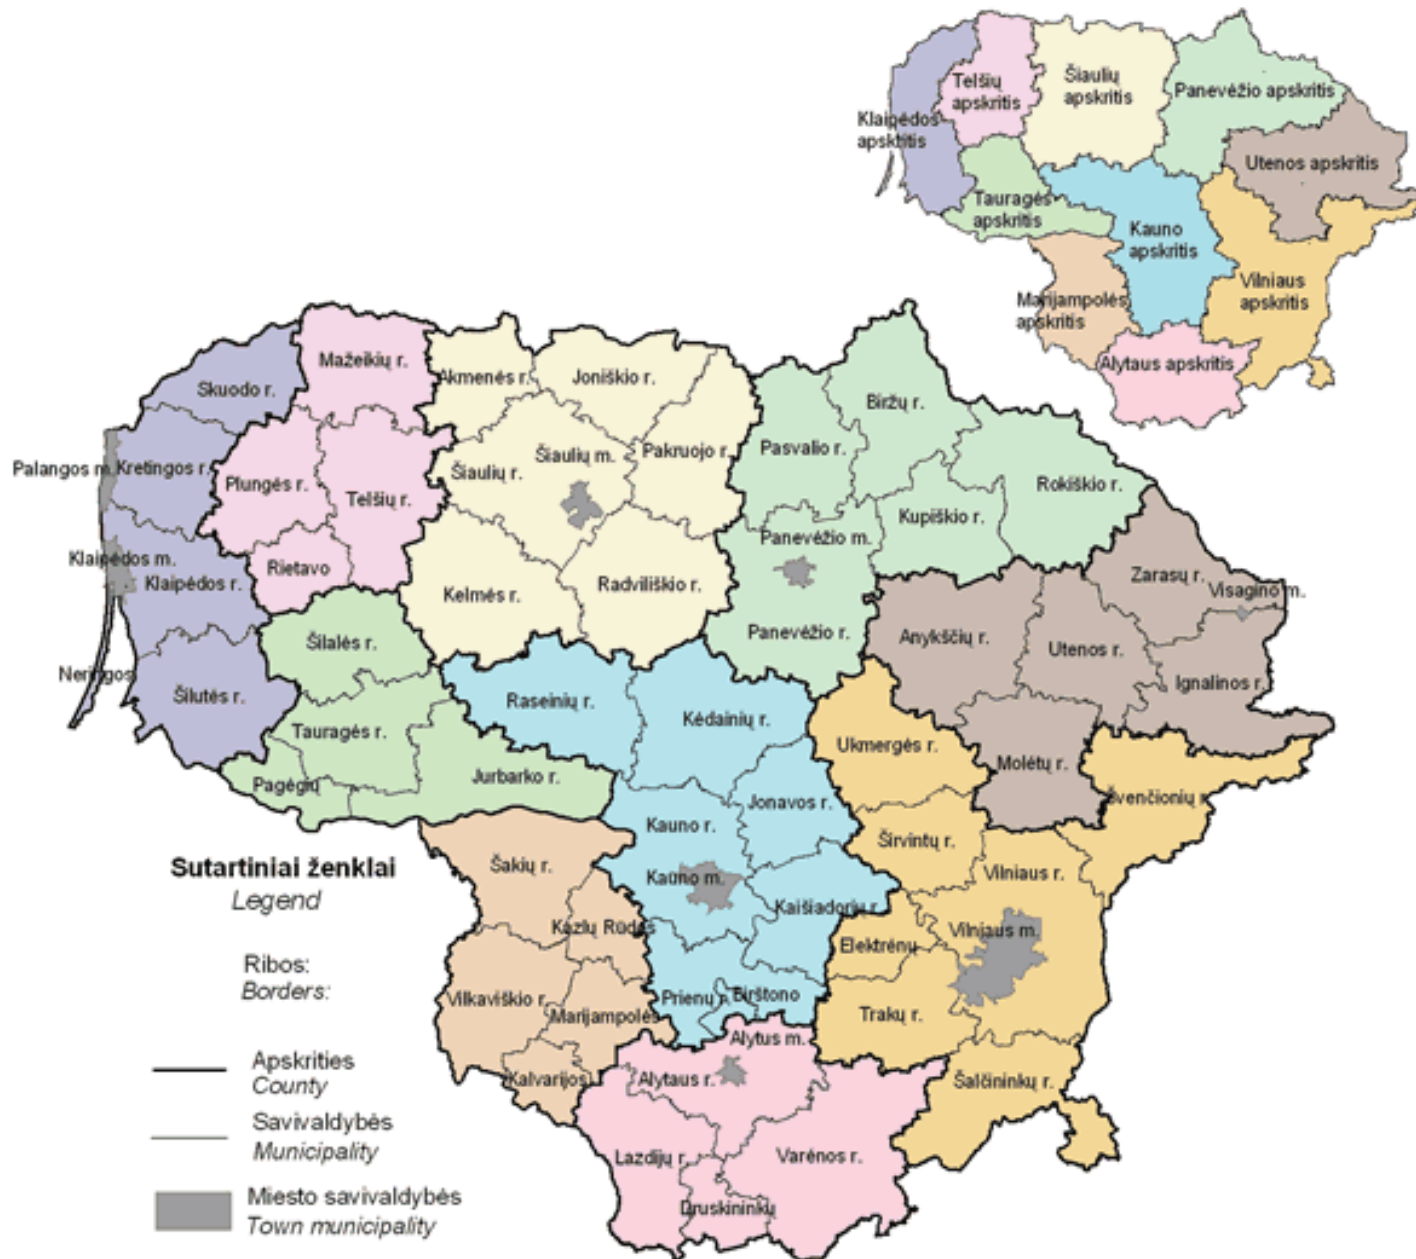 Telšių
apskritis
Šiaulių
apskritis
Panevėžio apskritis
Klaipėdos
apsktitis
Utenos apskritis
Tauragės
apskritis
Kauno
apskritis
Vilniaus
apskritis
Marijampolės
apskritis
Alytaus apskritis
Skuodo r.
Mažeikių r.
Akmenės r.
Joniškio r.
Biržų r.
Palangos m.
Kretingos r.
Plungės r.
Telšių r.
Šiaulių r.
Šiaulių m.
Pakruojo r.
Pasvalio r.
Rokiškio r.
Kupiškio r.
Panevėžio m.
Klaipėdos m.
Klaipėdos r.
Rietavo
Kelmės r.
Radviliškio r.
Zarasų r.
Visagino m.
Šilalės r.
Panevėžio r.
Anykščių r.
Utenos r.
Neringos
Šilutės r.
Raseinių r.
Kėdainių r.
Ignalinos r.
Tauragės r.
Ukmergės r.
Molėtų r.
Pagėgių
Jurbarko r.
Jonavos r.
Švenčionių r.
Kauno r.
Širvintų r.
Šakių r.
Vilniaus r.
Kauno m.
Kaišiadorių r.
Kazlų Rūdos
Elektrėnų
Vilniaus m.
Vilkaviškio r.
Marijampolės
Prienų r.
Birštono
Trakų r.
Alytus m.
Kalvarijos
Alytaus r.
Šalčininkų r.
Lazdijų r.
Varėnos r.
Druskininkų
Sutartiniai ženklai
Legend
Ribos:
Borders:
Apskrities
County
Savivaldybės
Municipality
Miesto savivaldybės
Town municipality